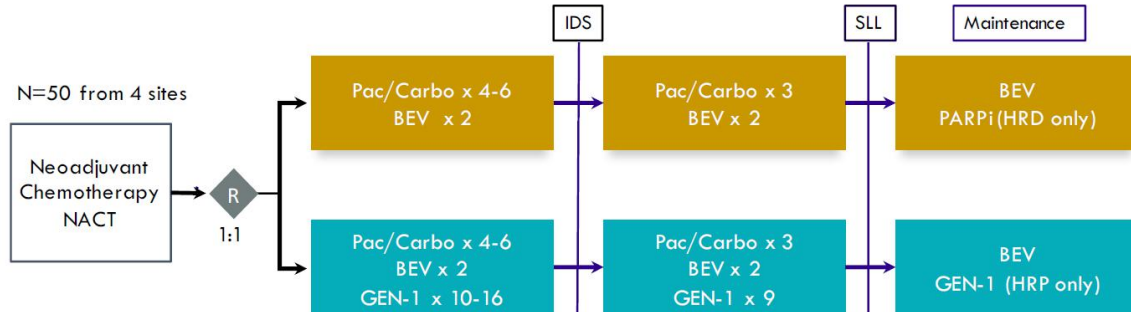 IDS
SLL
Maintenance
N=50 from 4 sites
Neoadjuvant
Chemotherapy
NACT
R
1:1
Pac/Carbo x 4-6
BEV x 2
Pac/Carbo x 3
BEV x 2
BEV
PARPi (HRD only)
Pac/Carbo x 4-6
BEV x 2
GEN-1 x 10-16
Pac/Carbo x 3
BEV x 2
GEN-1 x 9
BEV
GEN-1 (HRP only)